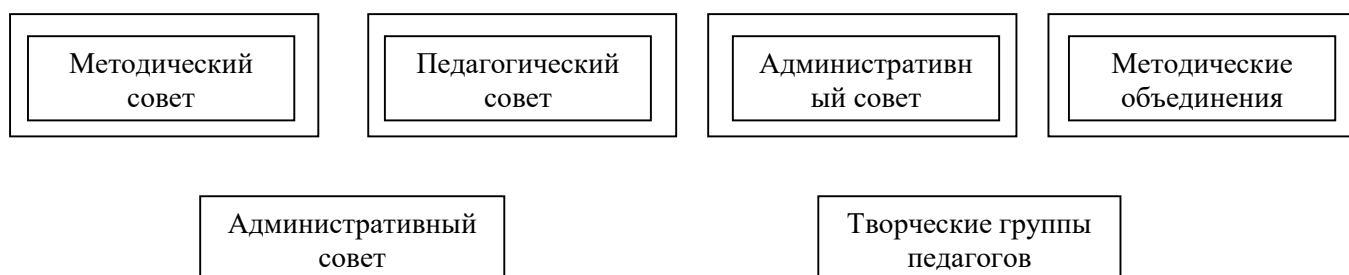 Методический
совет
Педагогический
совет
Административн
ый совет
Методические
объединения
Административный
совет
Творческие группы
педагогов